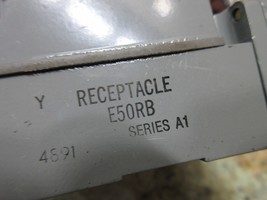 Y RECEPTACLE
E50RB
SERIES A1
4891